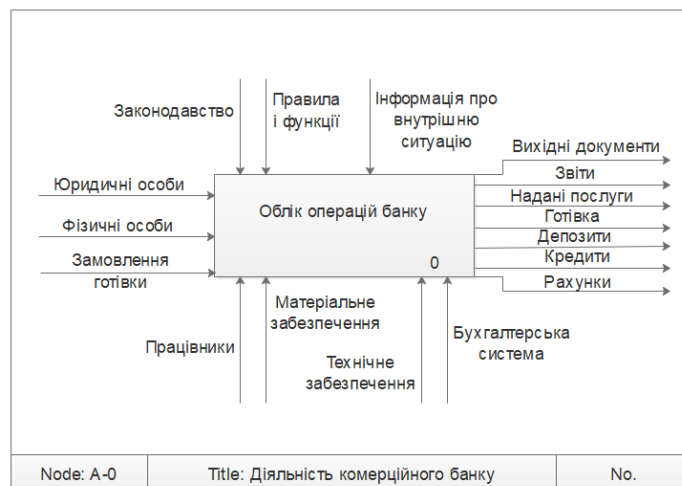 Законодавство
Правила
і функції
Інформація про
внутрішню
ситуацію
Вихідні документи
Звіти
Надані послуги
Готівка
Депозити
Кредити
Рахунки
Юридичні особи
Фізичні особи
Замовлення
готівки
Облік операцій банку
0
Матеріальне
забезпечення
Працівники
Технічне
забезпечення
Бухгалтерська
система
Node: A-0
Title: Діяльність комерційного банку
No.